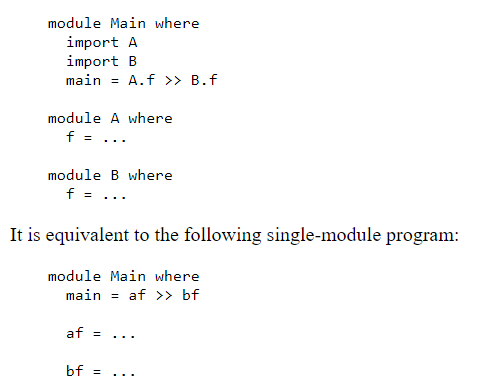 module Main where
import A
import B
main = A.f >> B.f
module A where
f = ...
module B where
f = ...
It is equivalent to the following single-module program:
module Main where
main = af >> bf
af = ...
bf = ...